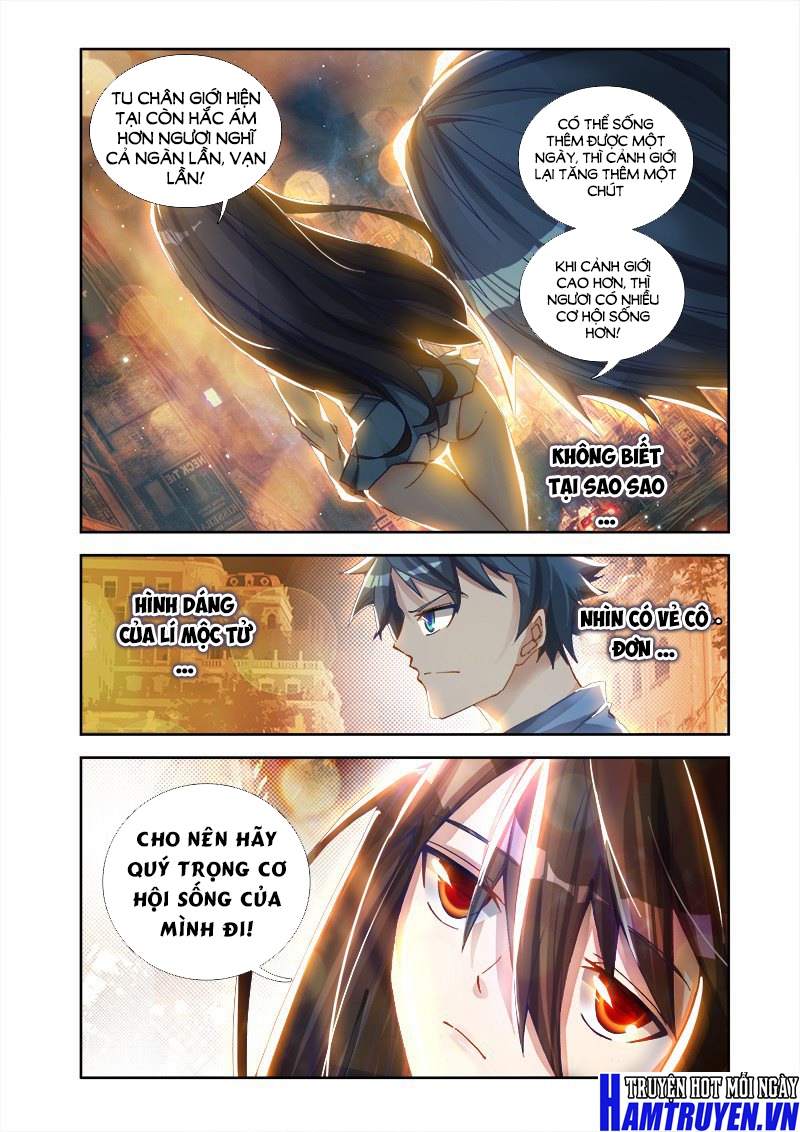 TU CHÂN GIỚI HIỆN
TẠI CÒN HẮC ÁM
HƠN NGƯƠI NGHĨ
CẢ NGÀN LẦN, VẠN
LẦN!
CÓ THỂ SỐNG
THÊM ĐƯỢC MỘT
NGÀY, THÌ CẢNH GIỚI
LẠI TĂNG THÊM MỘT
CHÚT
KHI CẢNH GIỚI
CAO HƠN, THÌ
NGƯƠI CÓ NHIỀU
CƠ HỘI SỐNG
HƠN!
NECK TIE
KHÔNG BIẾT
TẠI SAO SAO
...
HÌNH DÁNG
CỦA LÍ MỘC TỬ
...
NHÌN CÓ VẺ CÔ -
ĐƠN ...
CHO NÊN HÃY
QUÝ TRỌNG CƠ
HỘI SỐNG CỦA
MÌNH ĐI!
TRUYỆN HOT MỖI NGÀY
HAMTRUYEN.VN